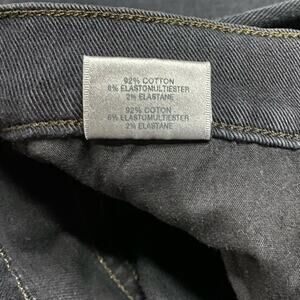 92% COTTON
6% ELASTOMULTIESTER
2% ELASTANE
92% COTTON
6% ELASTOMULTIESTER
2% ELASTANE